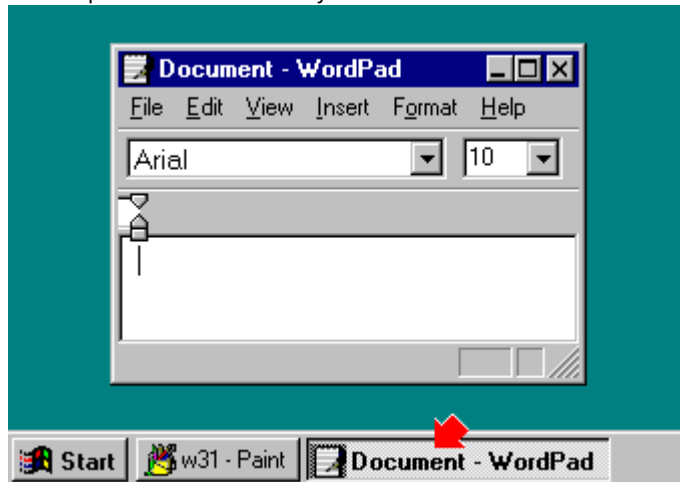 Document - WordPad
File Edit View Insert Format Help
Arial 10
Start w31 - Paint Document - WordPad